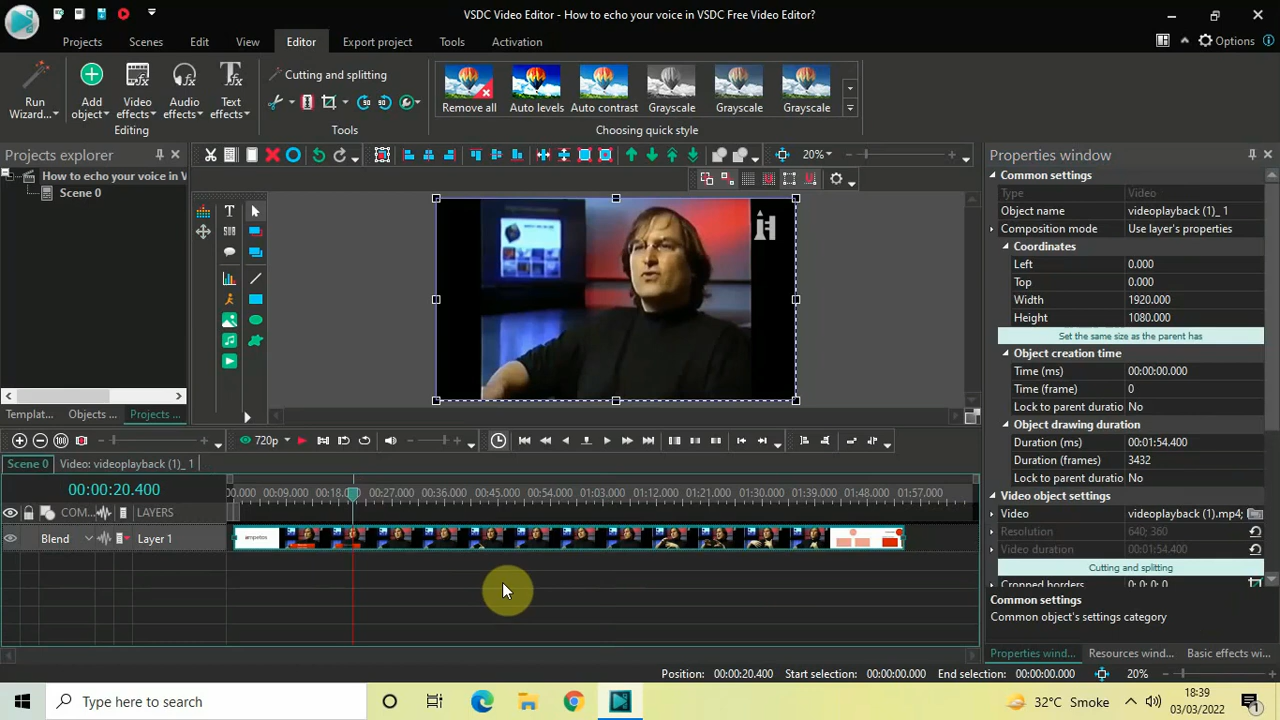 VSDC Video Editor - How to echo your voice in VSDC Free Video Editor?
Projects Scenes Edit View Editor Export project Tools Activation
Options
Run Wizard...
Add object
Video effects
Audio effects
Text effects
Editing
Cutting and splitting
Tools
Remove all
Auto levels
Auto contrast
Grayscale
Grayscale
Grayscale
Choosing quick style
Projects explorer
How to echo your voice in V
Scene 0
Templat... Objects ... Projects ...
20%
Properties window
Common settings
Type Video
Object name videoplayback (1)_ 1
Composition mode Use layer's properties
Coordinates
Left 0.000
Top 0.000
Width 1920.000
Height 1080.000
Set the same size as the parent has
Object creation time
Time (ms) 00:00:00.000
Time (frame) 0
Lock to parent duratio No
Object drawing duration
Duration (ms) 00:01:54.400
Duration (frames) 3432
Lock to parent duratio No
Video object settings
Video videoplayback (1).mp4;
Resolution 640; 360
Video duration 00:01:54.400
Cutting and splitting
Cropped borders 0; 0; 0; 0
Common settings
Common object's settings category
Properties wind... Resources wind... Basic effects wi...
720p
Scene 0 Video: videoplayback (1)_ 1
00:00:20.400
0.000 00:09.000 00:18.0 00:27.000 00:36.000 00:45.000 00:54.000 01:03.000 01:12.000 01:21.000 01:30.000 01:39.000 01:48.000 01:57.000
COM... LAYERS
Blend Layer 1
ampetos
Position: 00:00:20.400 Start selection: 00:00:00.000 End selection: 00:00:00.000 20%
Type here to search
32°C Smoke
18:39
03/03/2022
1